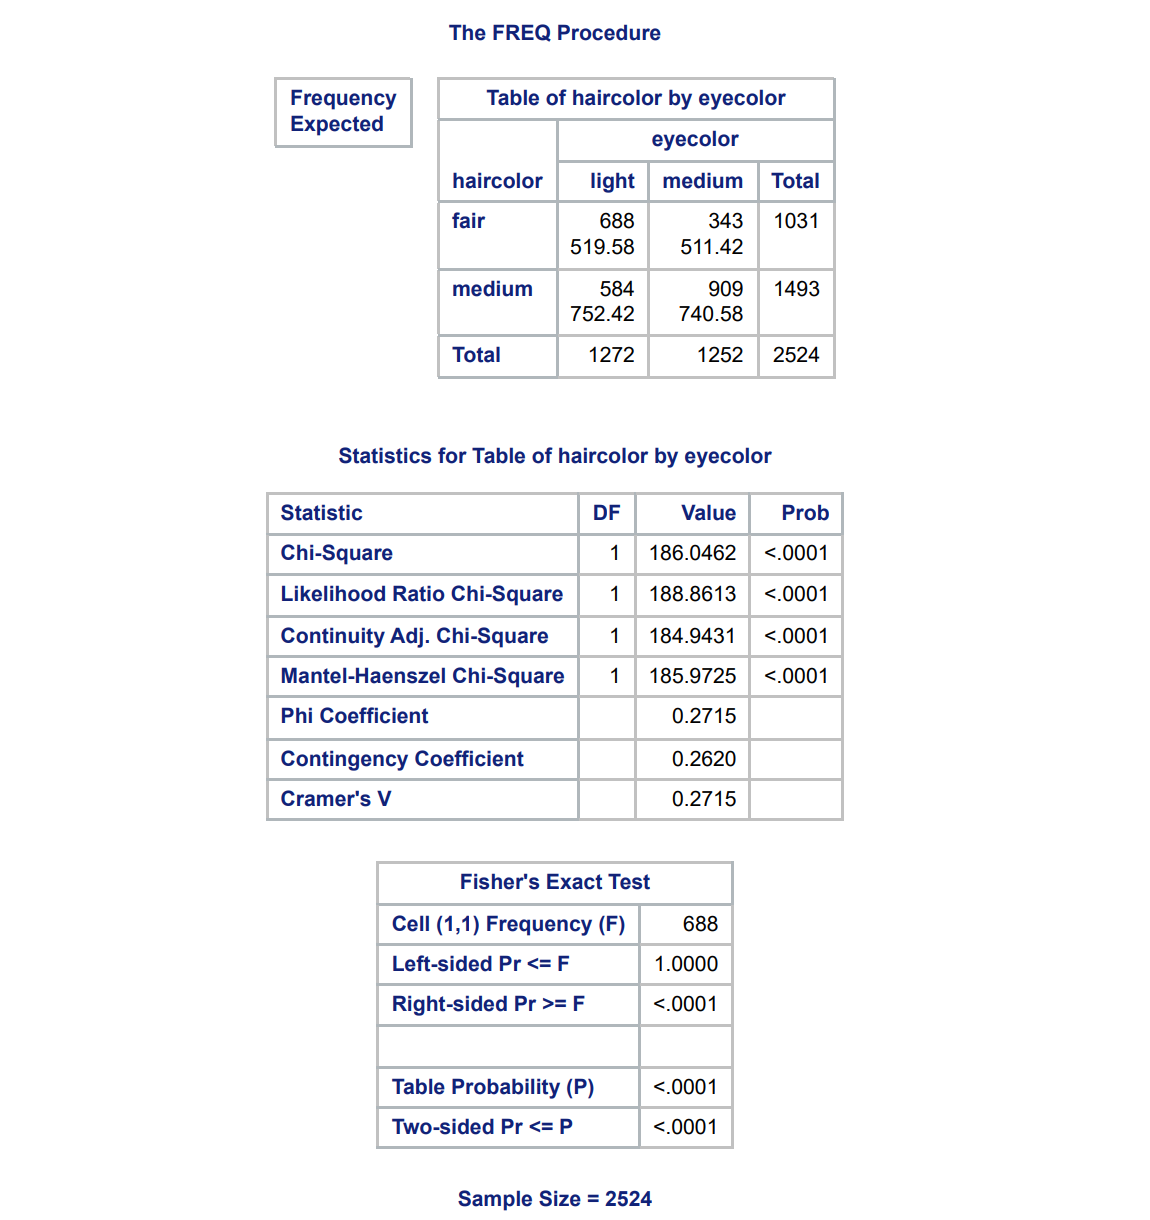 The FREQ Procedure
Frequency
Expected
Table of haircolor by eyecolor
eyecolor
haircolor light medium Total
fair 688 343 1031
519.58 511.42
medium 584 909 1493
752.42 740.58
Total 1272 1252 2524
Statistics for Table of haircolor by eyecolor
Statistic DF Value Prob
Chi-Square 1 186.0462 <.0001
Likelihood Ratio Chi-Square 1 188.8613 <.0001
Continuity Adj. Chi-Square 1 184.9431 <.0001
Mantel-Haenszel Chi-Square 1 185.9725 <.0001
Phi Coefficient 0.2715
Contingency Coefficient 0.2620
Cramer's V 0.2715
Fisher's Exact Test
Cell (1,1) Frequency (F) 688
Left-sided Pr <= F 1.0000
Right-sided Pr >= F <.0001
Table Probability (P) <.0001
Two-sided Pr <= P <.0001
Sample Size = 2524